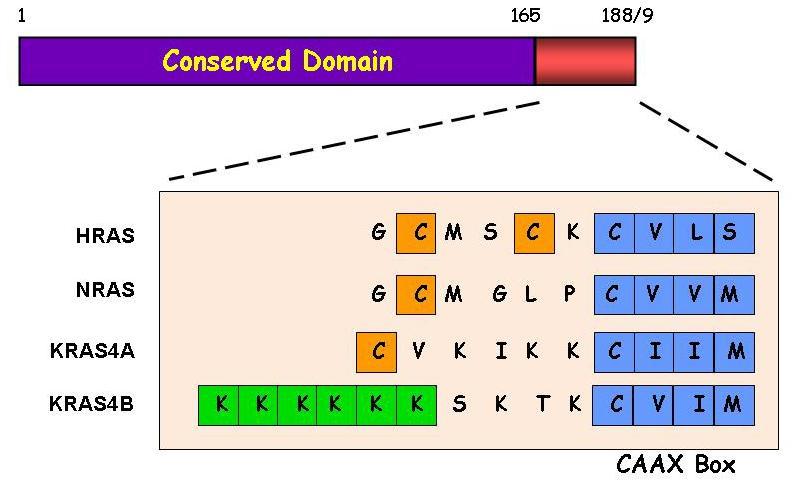 1 165 188/9
Conserved Domain
HRAS G C M S C K C V L S
NRAS G C M G L P C V V M
KRAS4A C V K I K K C I I M
KRAS4B K K K K K K S K T K C V I M
CAAX Box